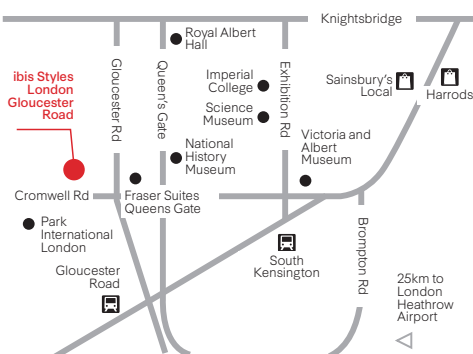 Knightsbridge
Royal Albert
Hall
ibis Styles
London
Gloucester
Road
Gloucester Rd
Queen's Gate
Imperial
College
Exhibition Rd
Sainsbury's
Local
Harrods
Science
Museum
National
History
Museum
Victoria and
Albert
Museum
Cromwell Rd
Fraser Suites
Queens Gate
Park
International
London
Brompton Rd
South
Kensington
Gloucester
Road
25km to
London
Heathrow
Airport